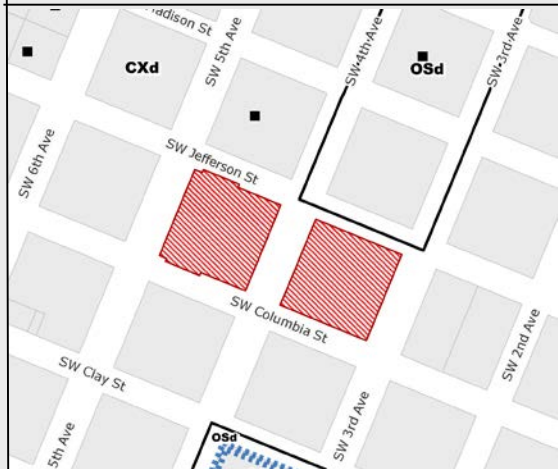 Madison St
CXd
SW 5th Ave
SW 4th Ave
OSd
SW 3rd Ave
SW 6th Ave
SW Jefferson St
SW Columbia St
SW 2nd Ave
SW Clay St
SW 3rd Ave
5th Ave
OSd